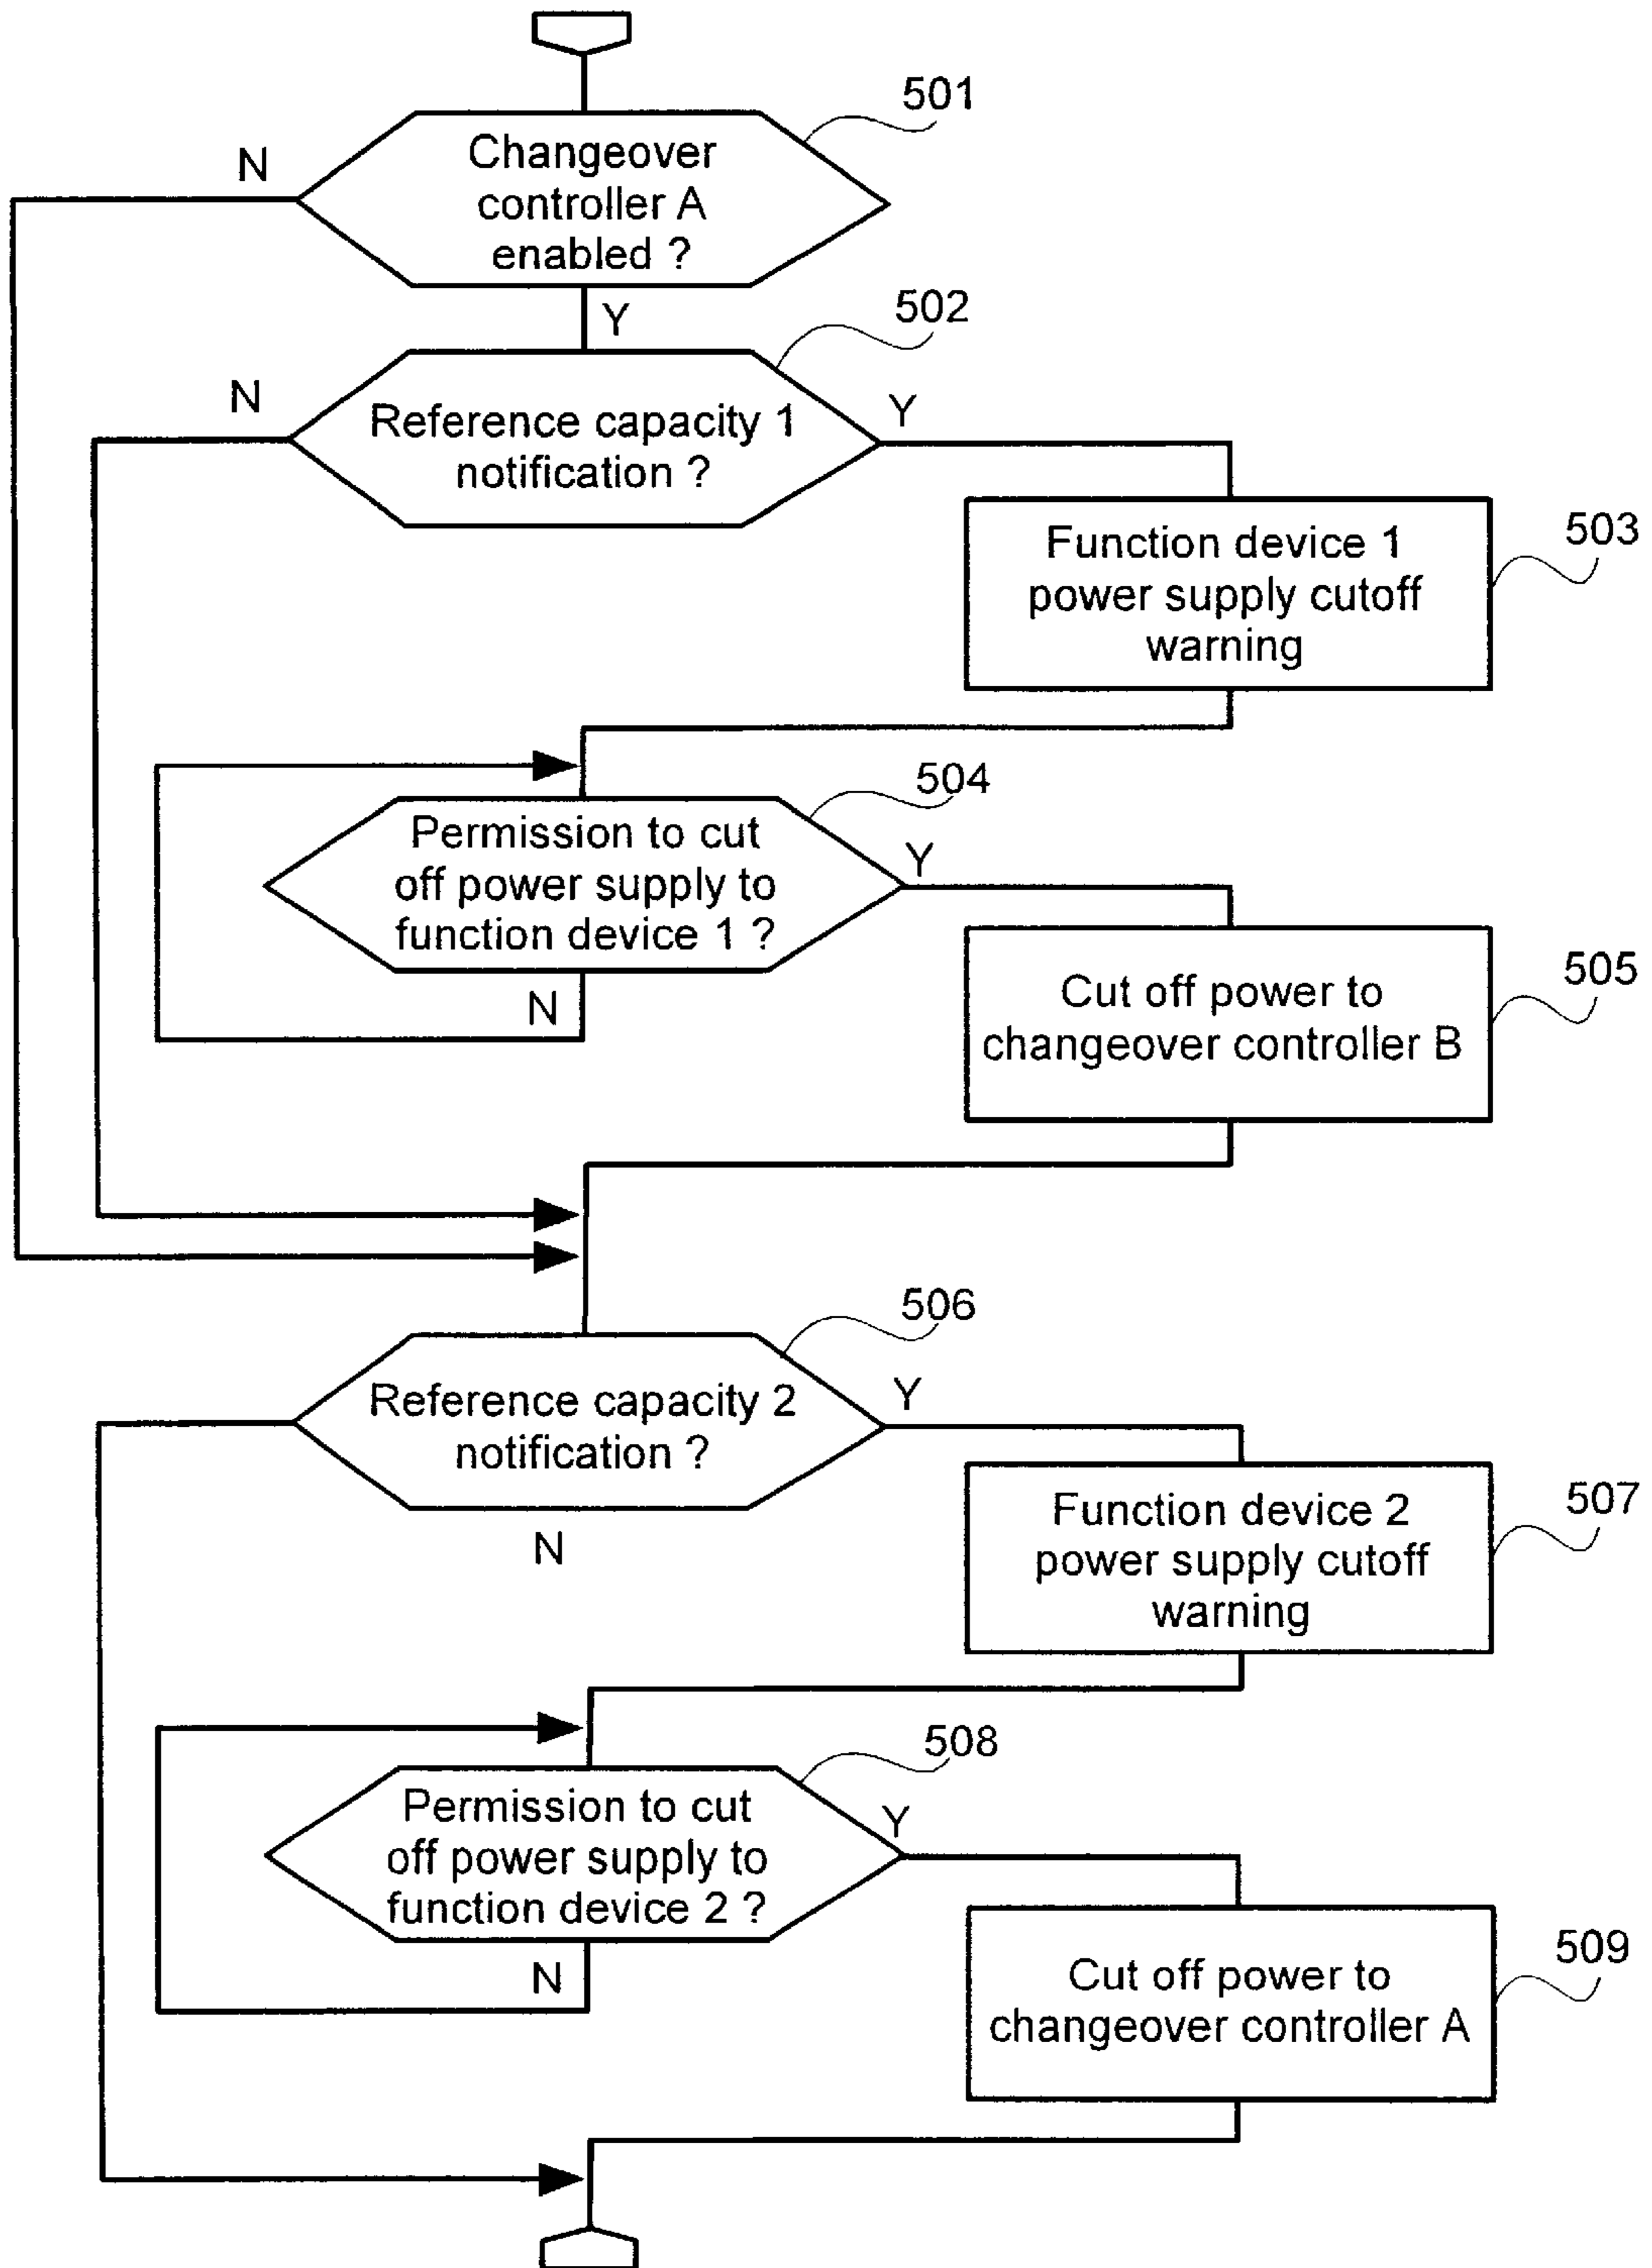 501
N
Changeover
controller A
enabled ?
Y
502
N
Reference capacity 1
notification ?
Y
Function device 1
power supply cutoff
warning
503
504
Permission to cut
off power supply to
function device 1 ?
Y
N
Cut off power to
changeover controller B
505
506
Reference capacity 2
notification ?
Y
N
Function device 2
power supply cutoff
warning
507
508
Permission to cut
off power supply to
function device 2 ?
Y
N
Cut off power to
changeover controller A
509